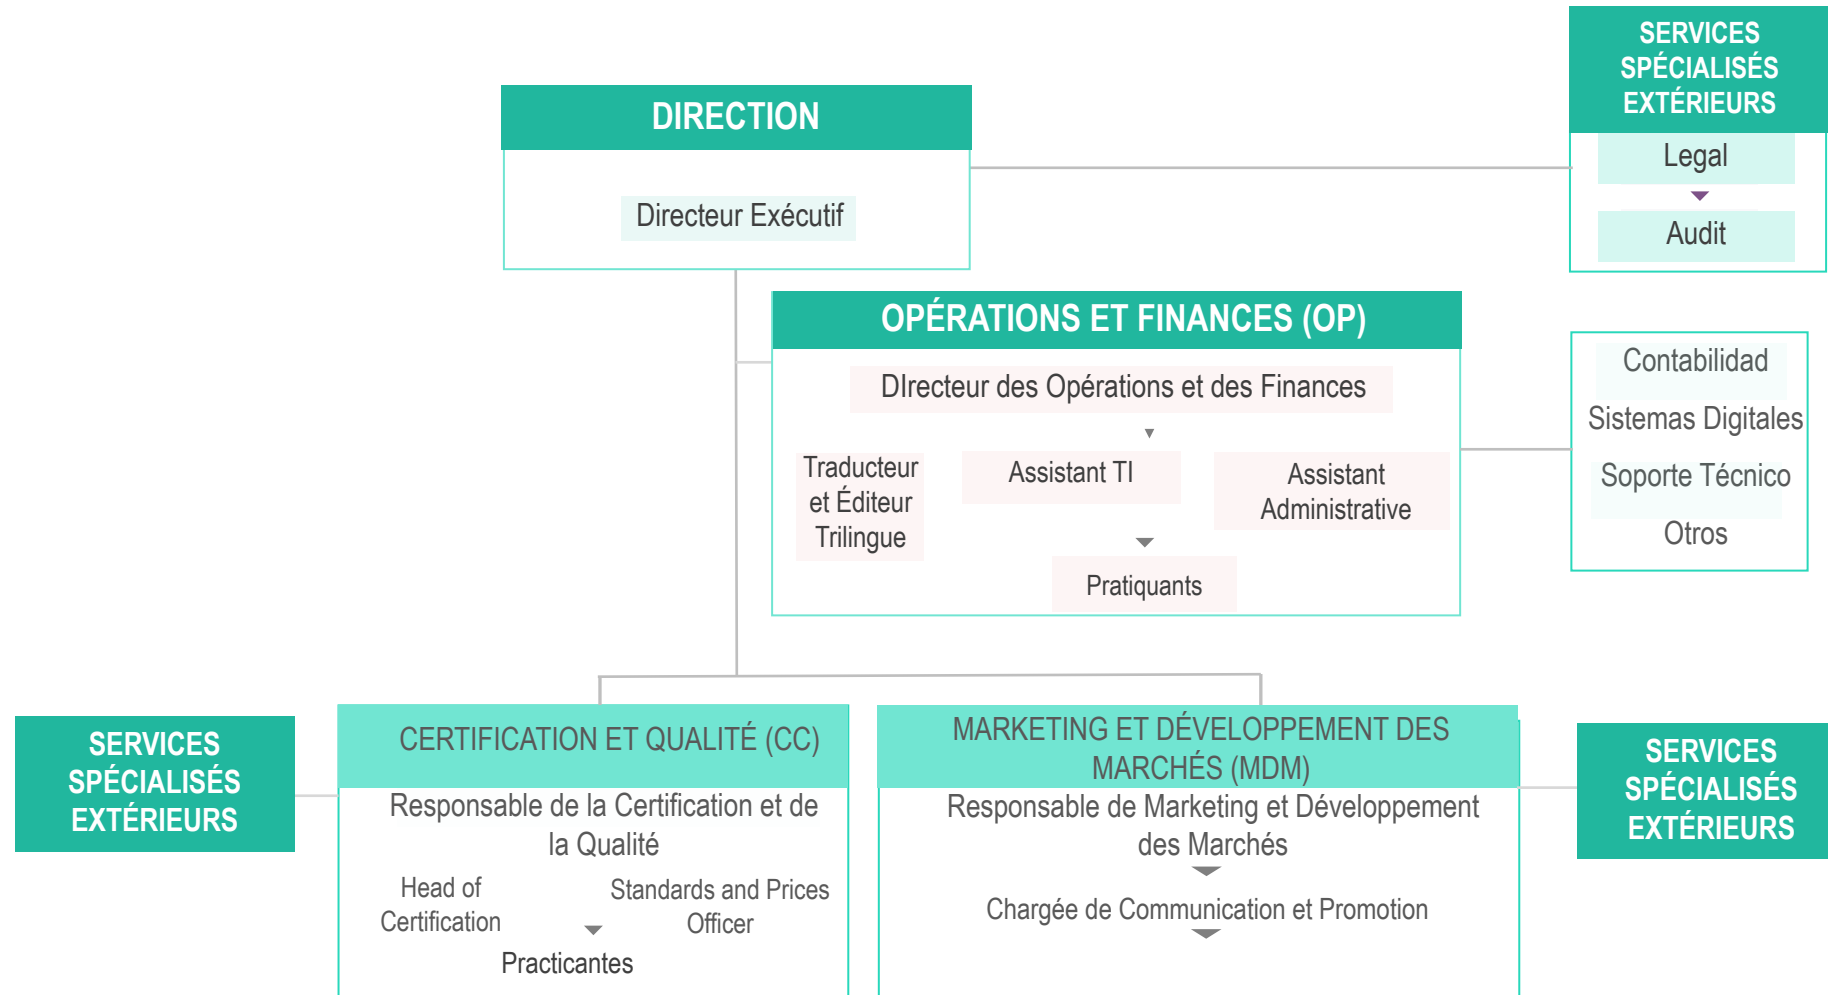 SERVICES
SPÉCIALISÉS
EXTÉRIEURS
Legal
Audit
DIRECTION
Directeur Exécutif
OPÉRATIONS ET FINANCES (OP)
DIrecteur des Opérations et des Finances
Traducteur
et Éditeur
Trilingue
Assistant TI
Assistant
Administrative
Pratiquants
Contabilidad
Sistemas Digitales
Soporte Técnico
Otros
SERVICES
SPÉCIALISÉS
EXTÉRIEURS
CERTIFICATION ET QUALITÉ (CC)
Responsable de la Certification et de
la Qualité
Head of
Certification
Standards and Prices
Officer
Practicantes
MARKETING ET DÉVELOPPEMENT DES
MARCHÉS (MDM)
Responsable de Marketing et Développement
des Marchés
Chargée de Communication et Promotion
SERVICES
SPÉCIALISÉS
EXTÉRIEURS